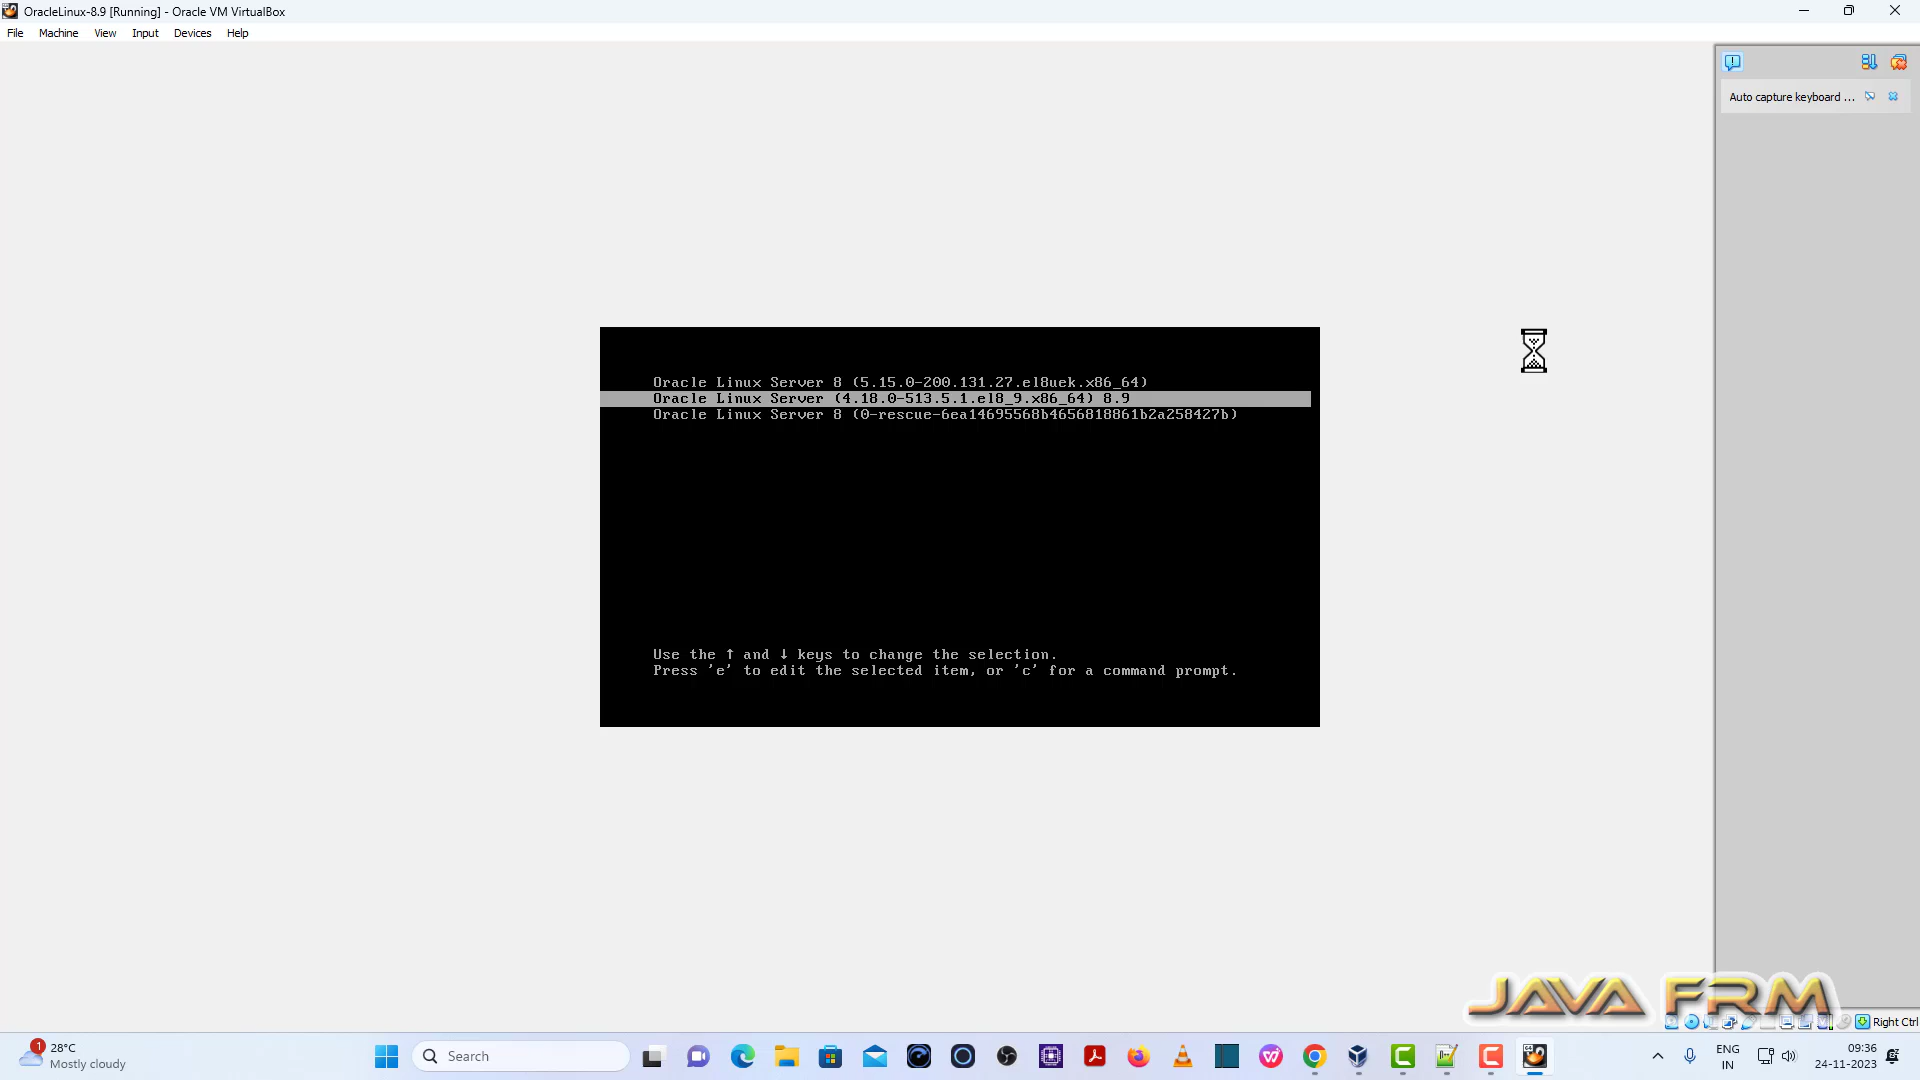 OracleLinux-8.9 [Running] - Oracle VM VirtualBox
File Machine View Input Devices Help
Auto capture keyboard ...
Oracle Linux Server 8 (5.15.0-200.131.27.el8uek.x86_64)
Oracle Linux Server (4.18.0-513.5.1.el8_9.x86_64) 8.9
Oracle Linux Server 8 (0-rescue-6ea14695568b4656818861b2a258427b)
Use the ↑ and ↓ keys to change the selection.
Press 'e' to edit the selected item, or 'c' for a command prompt.
JAVA FRM
Right Ctrl
1
28°C
Mostly cloudy
Search
ENG
IN
09:36
24-11-2023